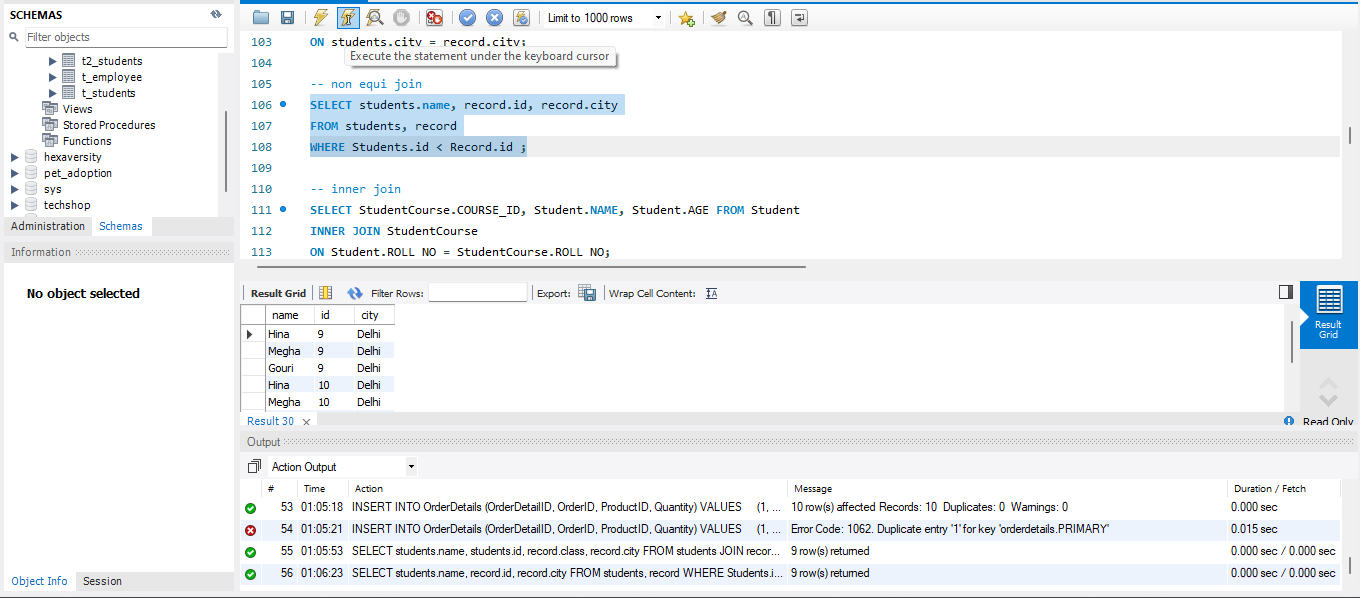 SCHEMAS
Filter objects
t2_students
t_employee
t_students
Views
Stored Procedures
Functions
hexaversity
pet_adoption
sys
techshop
Administration Schemas
Information
No object selected
Object Info Session
Limit to 1000 rows
103 ON students.city = record.city;
Execute the statement under the keyboard cursor
104
105 -- non equi join
106 SELECT students.name, record.id, record.city
107 FROM students, record
108 WHERE Students.id < Record.id ;
109
110 -- inner join
111 SELECT StudentCourse.COURSE_ID, Student.NAME, Student.AGE FROM Student
112 INNER JOIN StudentCourse
113 ON Student.ROLL_NO = StudentCourse.ROLL_NO;
Result Grid Filter Rows: Export: Wrap Cell Content:
name id city
Hina 9 Delhi
Megha 9 Delhi
Gouri 9 Delhi
Hina 10 Delhi
Megha 10 Delhi
Result Grid
Result 30
Read Only
Output
Action Output
# Time Action Message Duration / Fetch
53 01:05:18 INSERT INTO OrderDetails (OrderDetailID, OrderID, ProductID, Quantity) VALUES (1, ... 10 row(s) affected Records: 10 Duplicates: 0 Warnings: 0 0.000 sec
54 01:05:21 INSERT INTO OrderDetails (OrderDetailID, OrderID, ProductID, Quantity) VALUES (1, ... Error Code: 1062. Duplicate entry '1' for key 'orderdetails.PRIMARY' 0.015 sec
55 01:05:53 SELECT students.name, students.id, record.class, record.city FROM students JOIN recor... 9 row(s) returned 0.000 sec / 0.000 sec
56 01:06:23 SELECT students.name, record.id, record.city FROM students, record WHERE Students.i... 9 row(s) returned 0.000 sec / 0.000 sec